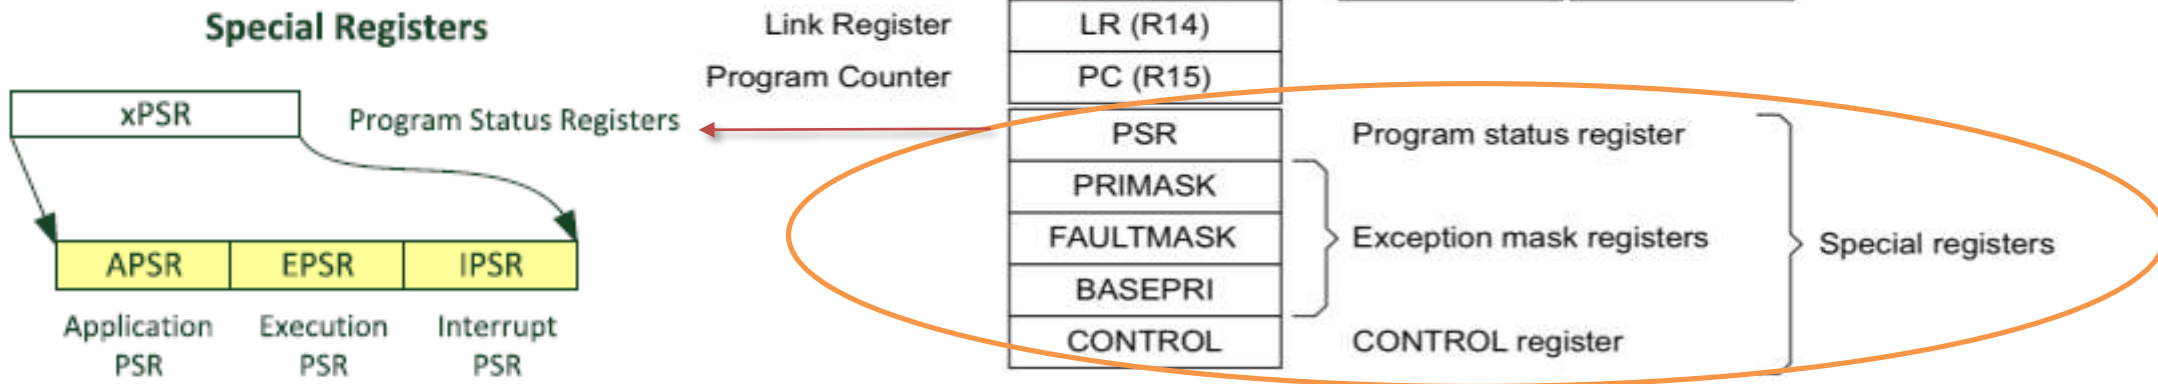 Special Registers
xPSR
Program Status Registers
APSR EPSR IPSR
Application Execution Interrupt
PSR PSR PSR
Link Register LR (R14)
Program Counter PC (R15)
PSR Program status register
PRIMASK
FAULTMASK Exception mask registers Special registers
BASEPRI
CONTROL CONTROL register